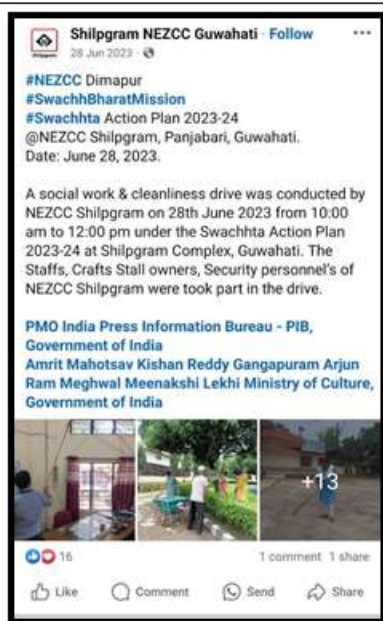 Shilpgram NEZCC Guwahati · Follow
28 Jun 2023 ·
#NEZCC Dimapur
#SwachhBharatMission
#Swachhta Action Plan 2023-24
@NEZCC Shilpgram, Panjabari, Guwahati.
Date: June 28, 2023.
A social work & cleanliness drive was conducted by
NEZCC Shilpgram on 28th June 2023 from 10:00
am to 12:00 pm under the Swachhta Action Plan
2023-24 at Shilpgram Complex, Guwahati. The
Staffs, Crafts Stall owners, Security personnel's of
NEZCC Shilpgram were took part in the drive.
PMO India Press Information Bureau - PIB,
Government of India
Amrit Mahotsav Kishan Reddy Gangapuram Arjun
Ram Meghwal Meenakshi Lekhi Ministry of Culture,
Government of India
+13
16 1 comment 1 share
Like Comment Send Share